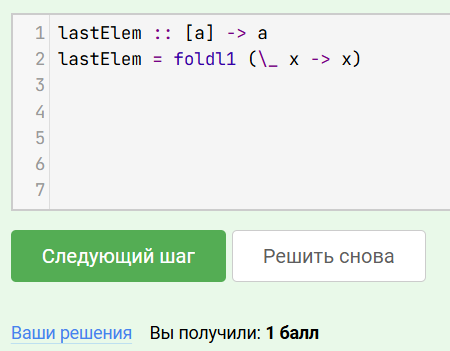 1 lastElem :: [a] -> a
2 lastElem = foldl1 (\_ x -> x)
3
4
5
6
7
Следующий шаг Решить снова
Ваши решения Вы получили: 1 балл